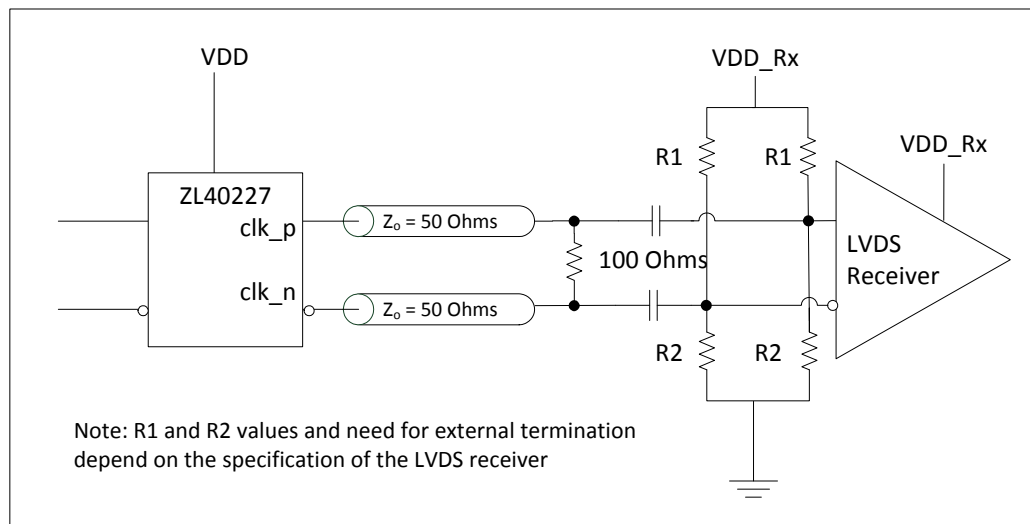 VDD
VDD_Rx
R1
R1
VDD_Rx
ZL40227
clk_p
Zo = 50 Ohms
100 Ohms
LVDS
Receiver
clk_n
Zo = 50 Ohms
R2
R2
Note: R1 and R2 values and need for external termination
depend on the specification of the LVDS receiver